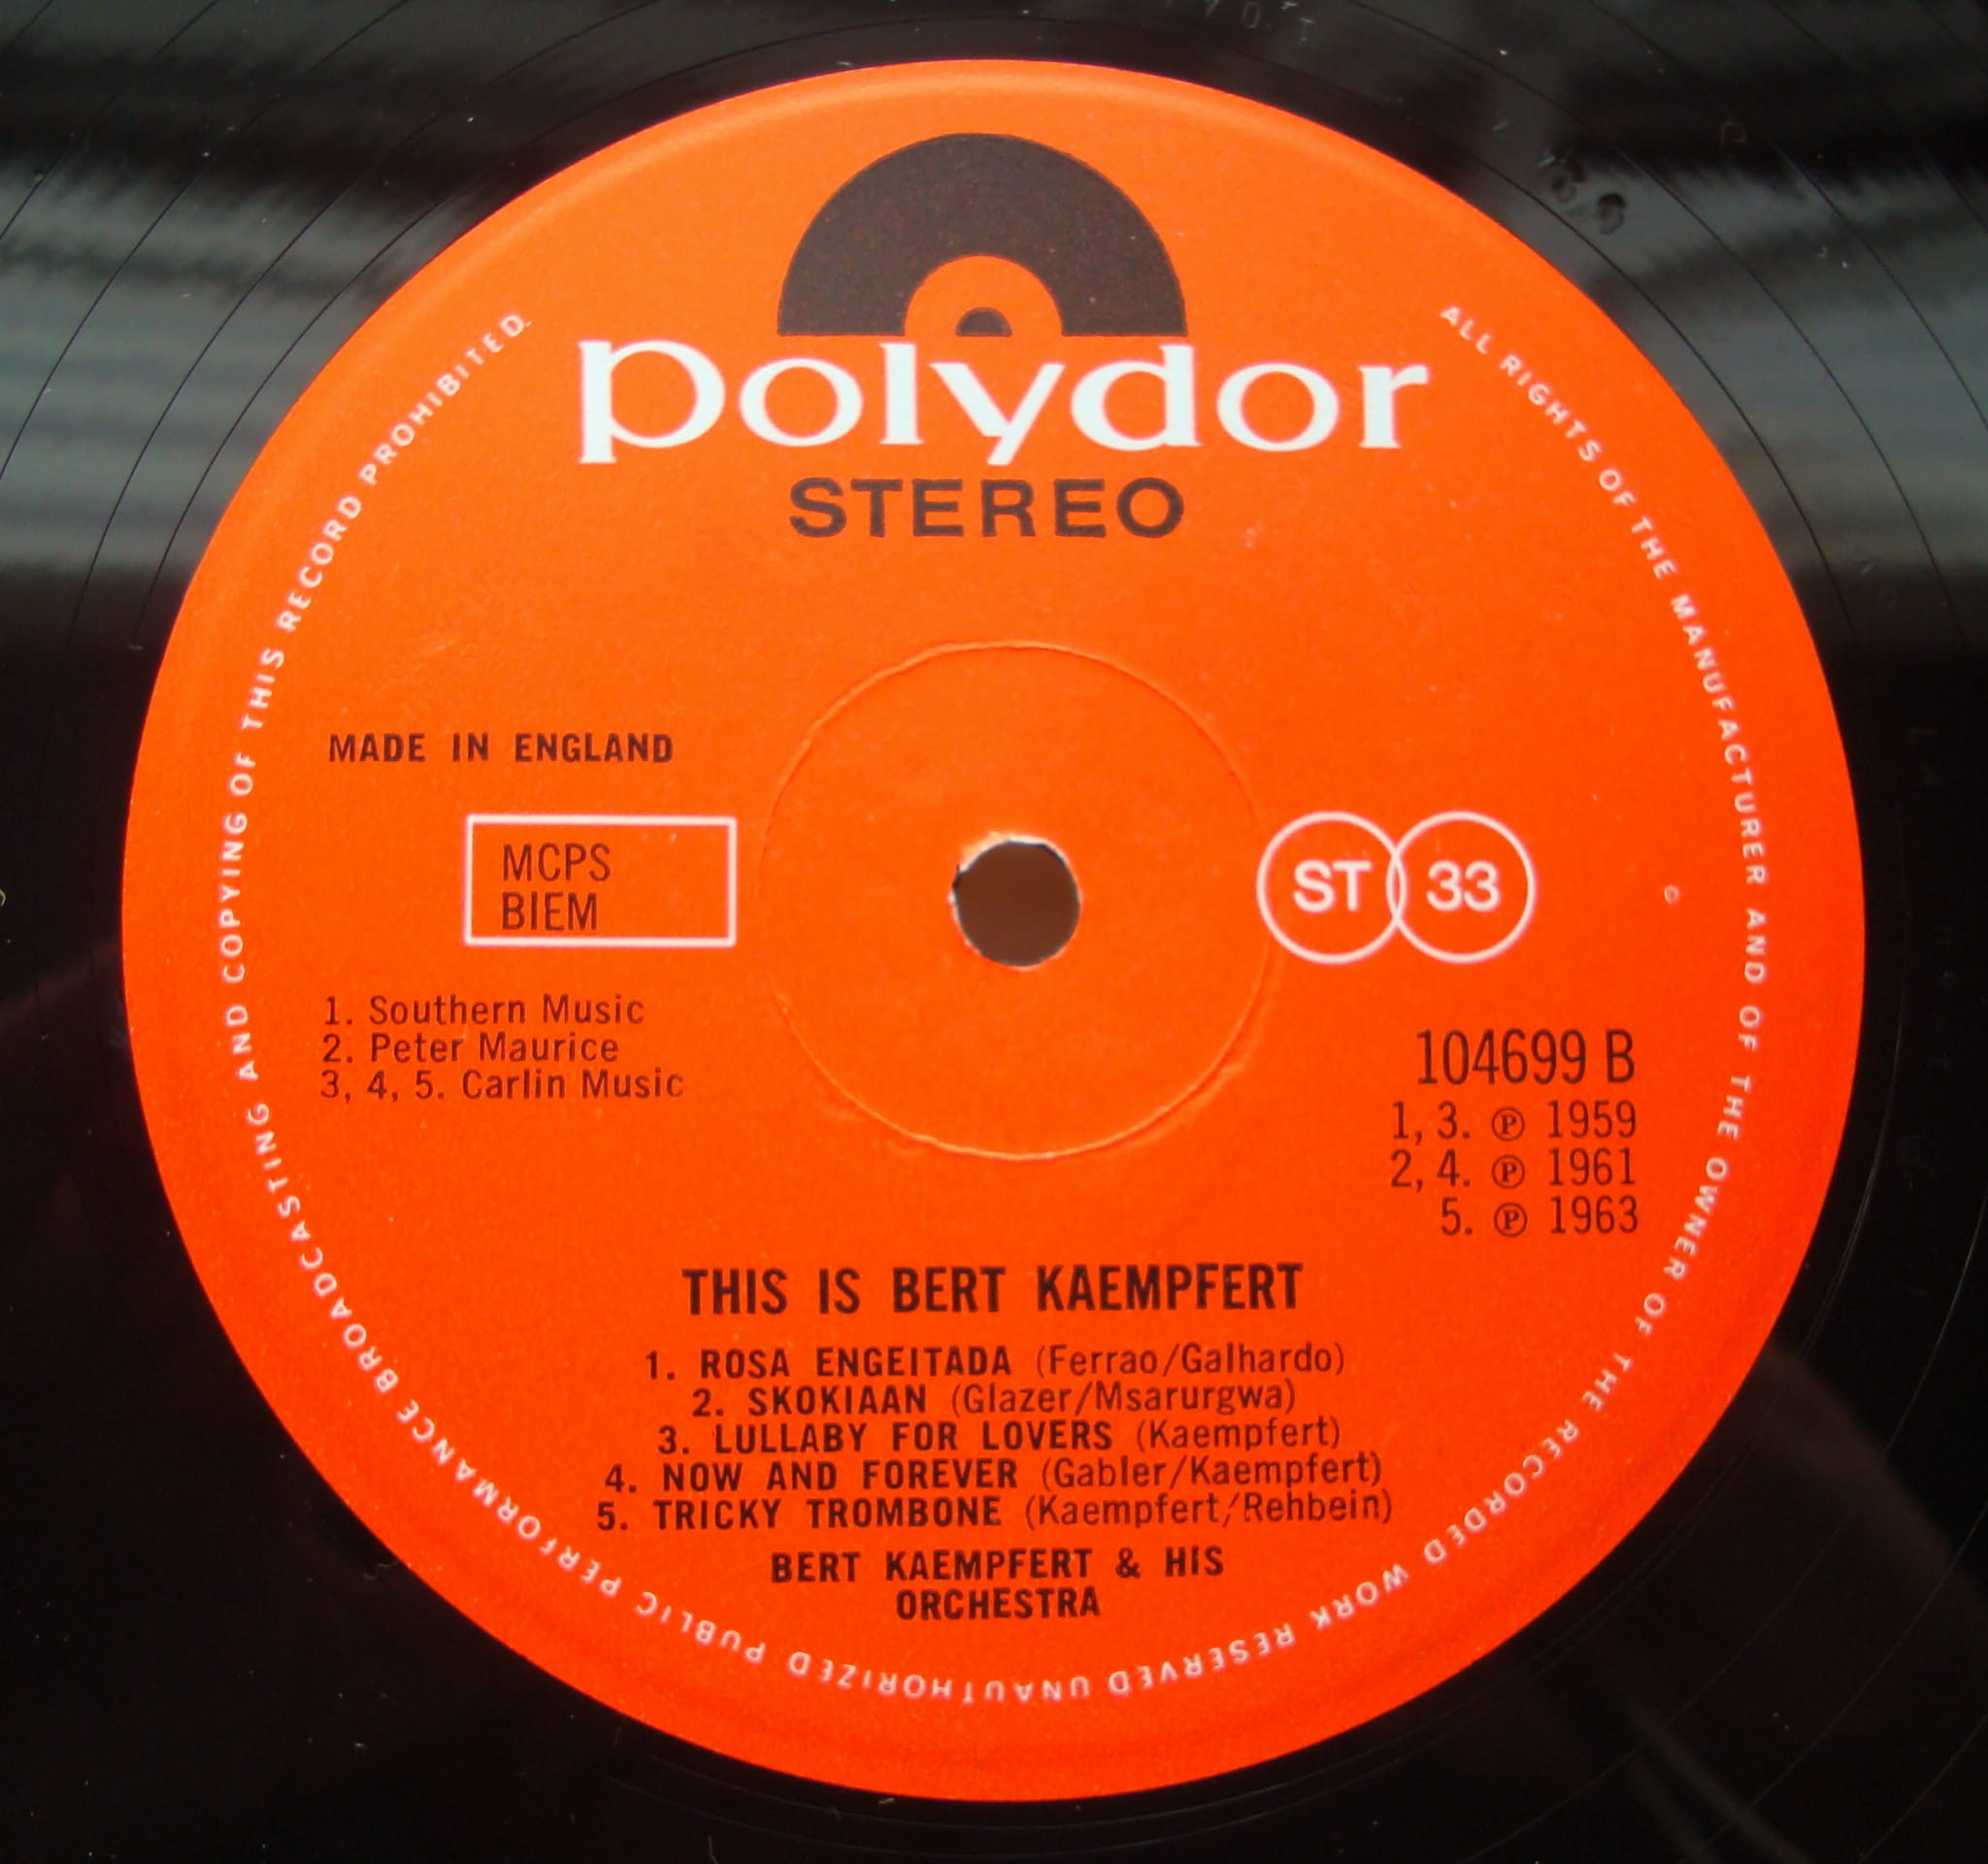 polydor
STEREO
MADE IN ENGLAND
MCPS
BIEM
ST 33
1. Southern Music
2. Peter Maurice
3, 4, 5. Carlin Music
104699 B
1, 3. ℗ 1959
2, 4. ℗ 1961
5. ℗ 1963
THIS IS BERT KAEMPFERT
1. ROSA ENGEITADA (Ferrao/Galhardo)
2. SKOKIAAN (Glazer/Msarurgwa)
3. LULLABY FOR LOVERS (Kaempfert)
4. NOW AND FOREVER (Gabler/Kaempfert)
5. TRICKY TROMBONE (Kaempfert/Rehbein)
BERT KAEMPFERT & HIS
ORCHESTRA
ALL RIGHTS OF THE MANUFACTURER AND OF THE OWNER OF THE RECORDED WORK RESERVED UNAUTHORIZED PUBLIC PERFORMANCE BROADCASTING AND COPYING OF THIS RECORD PROHIBITED.
©